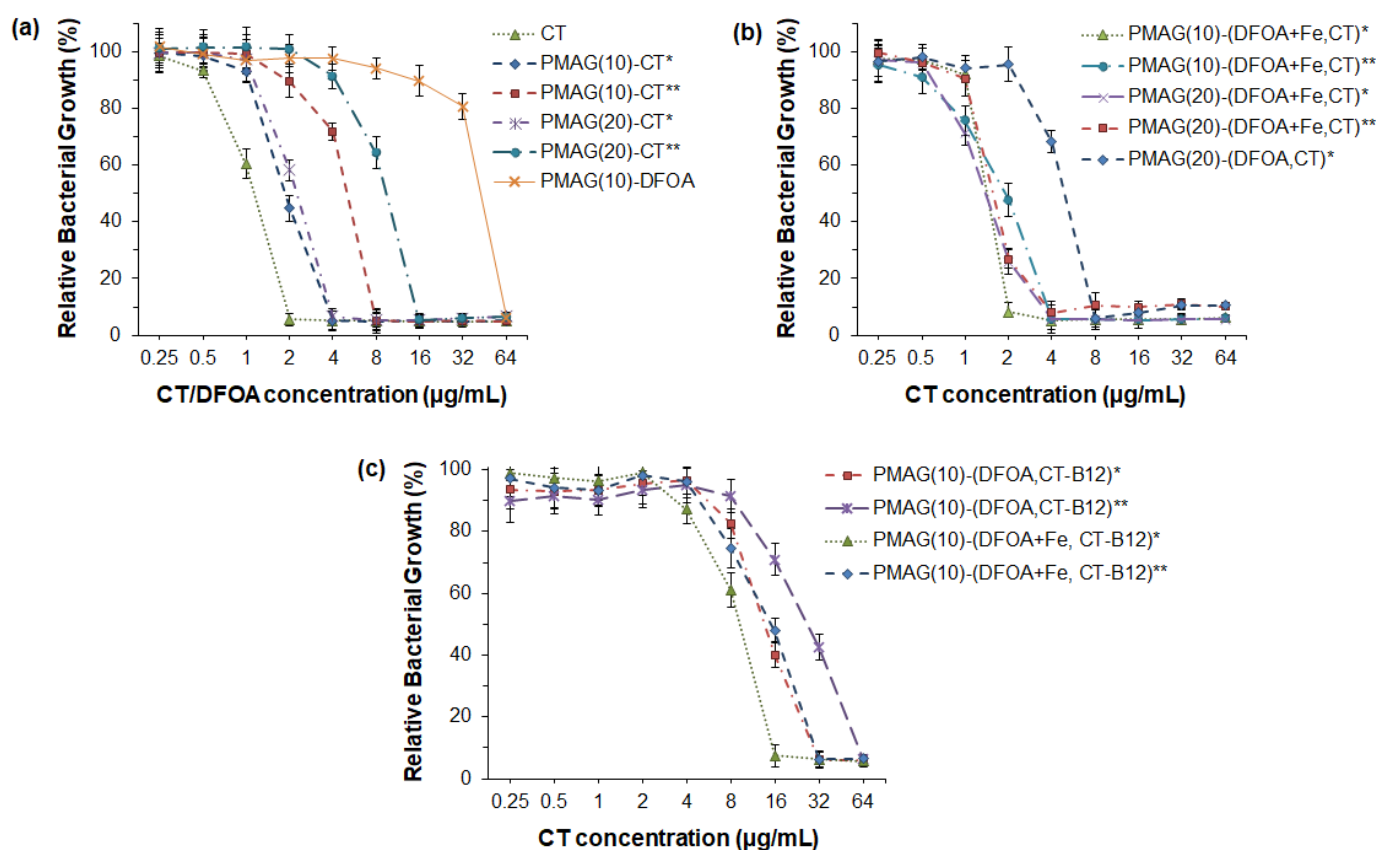 (a)
Relative Bacterial Growth (%)
120
100
80
60
40
20
0
0.25 0.5 1 2 4 8 16 32 64
CT/DFOA concentration (µg/mL)
CT
PMAG(10)-CT*
PMAG(10)-CT**
PMAG(20)-CT*
PMAG(20)-CT**
PMAG(10)-DFOA
(b)
Relative Bacterial Growth (%)
120
100
80
60
40
20
0
0.25 0.5 1 2 4 8 16 32 64
CT concentration (µg/mL)
PMAG(10)-(DFOA+Fe,CT)*
PMAG(10)-(DFOA+Fe,CT)**
PMAG(20)-(DFOA+Fe,CT)*
PMAG(20)-(DFOA+Fe,CT)**
PMAG(20)-(DFOA,CT)*
(c)
Relative Bacterial Growth (%)
100
80
60
40
20
0
0.25 0.5 1 2 4 8 16 32 64
CT concentration (µg/mL)
PMAG(10)-(DFOA,CT-B12)*
PMAG(10)-(DFOA,CT-B12)**
PMAG(10)-(DFOA+Fe, CT-B12)*
PMAG(10)-(DFOA+Fe, CT-B12)**